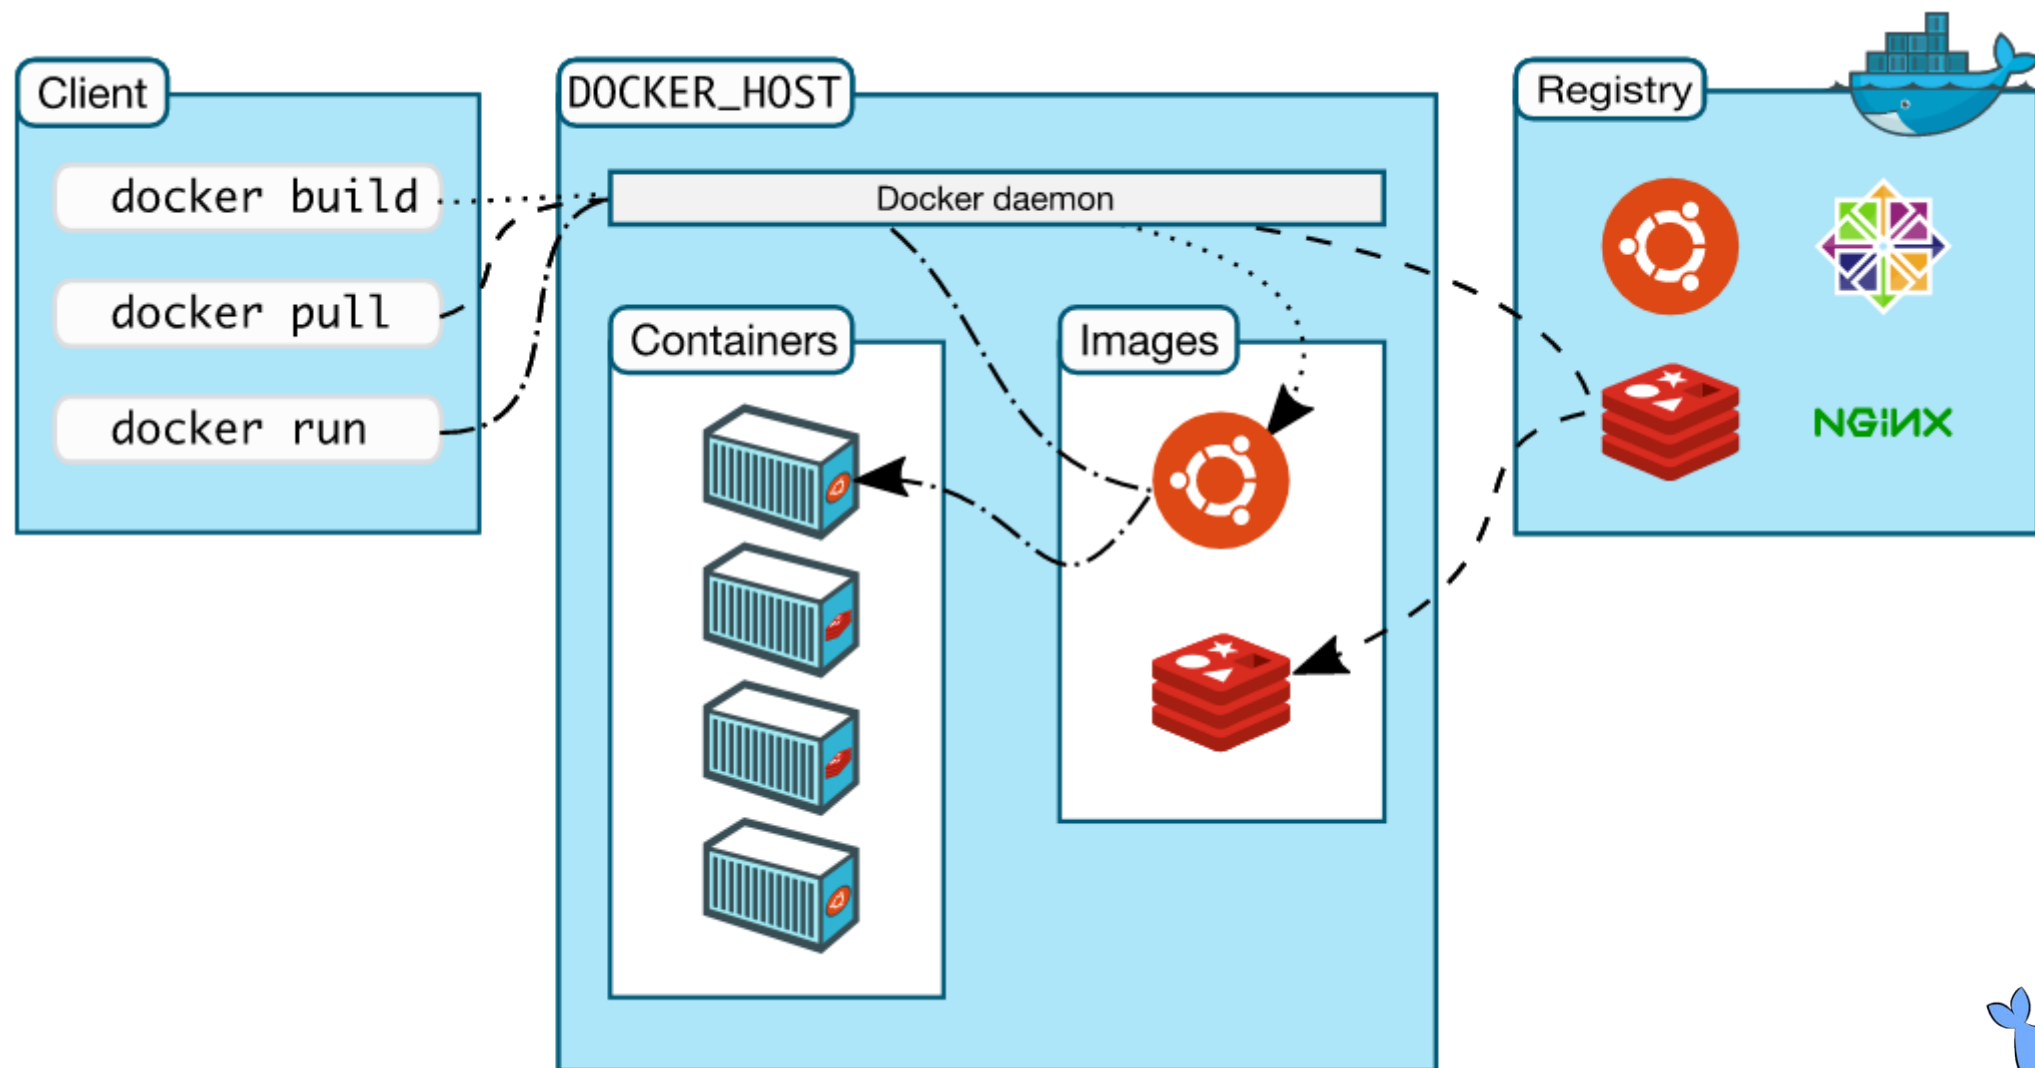 Client
docker build
docker pull
docker run
DOCKER_HOST
Docker daemon
Containers
Images
Registry
NGiNX